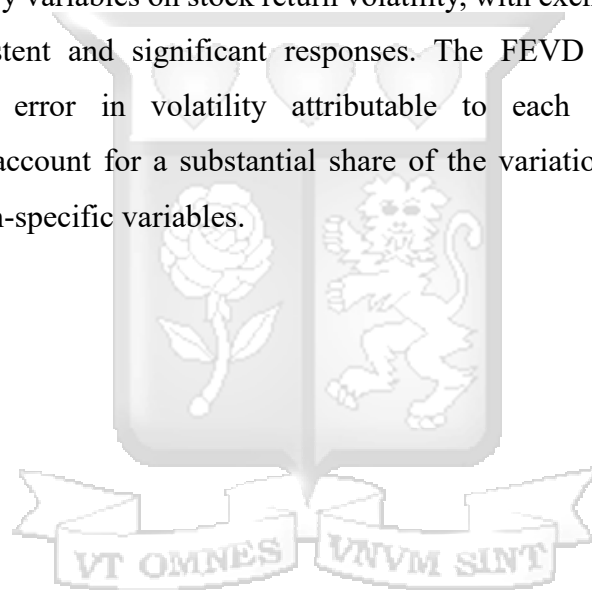 y variables on stock return volatility, with exch
stent and significant responses. The FEVD
error in volatility attributable to each
account for a substantial share of the variatio
n-specific variables.
VT OMNES VNVM SINT